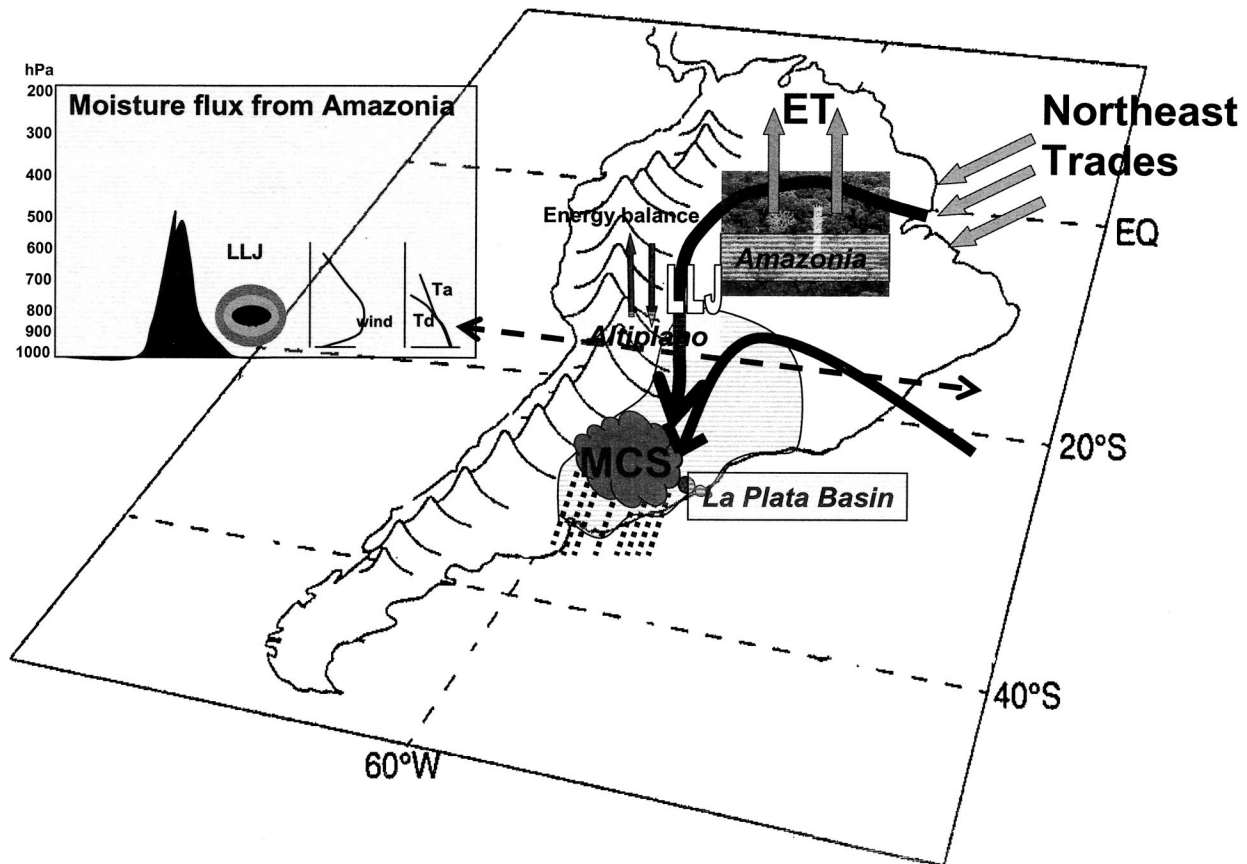 hPa
200
300
400
500
600
700
800
900
1000
Moisture flux from Amazonia
LLJ
wind
Ta
Td
ET
Northeast
Trades
Energy balance
Amazonia
EQ
LLJ
Altiplano
MCS
La Plata Basin
20°S
40°S
60°W